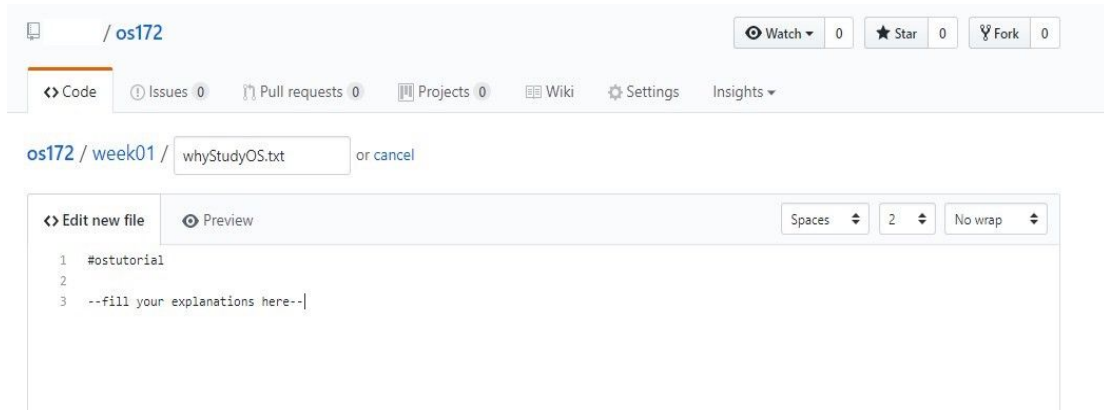 / os172 Watch 0 Star 0 Fork 0
Code Issues 0 Pull requests 0 Projects 0 Wiki Settings Insights
os172 / week01 / whyStudyOS.txt or cancel
<> Edit new file Preview Spaces 2 No wrap
1 #ostutorial
2
3 --fill your explanations here--